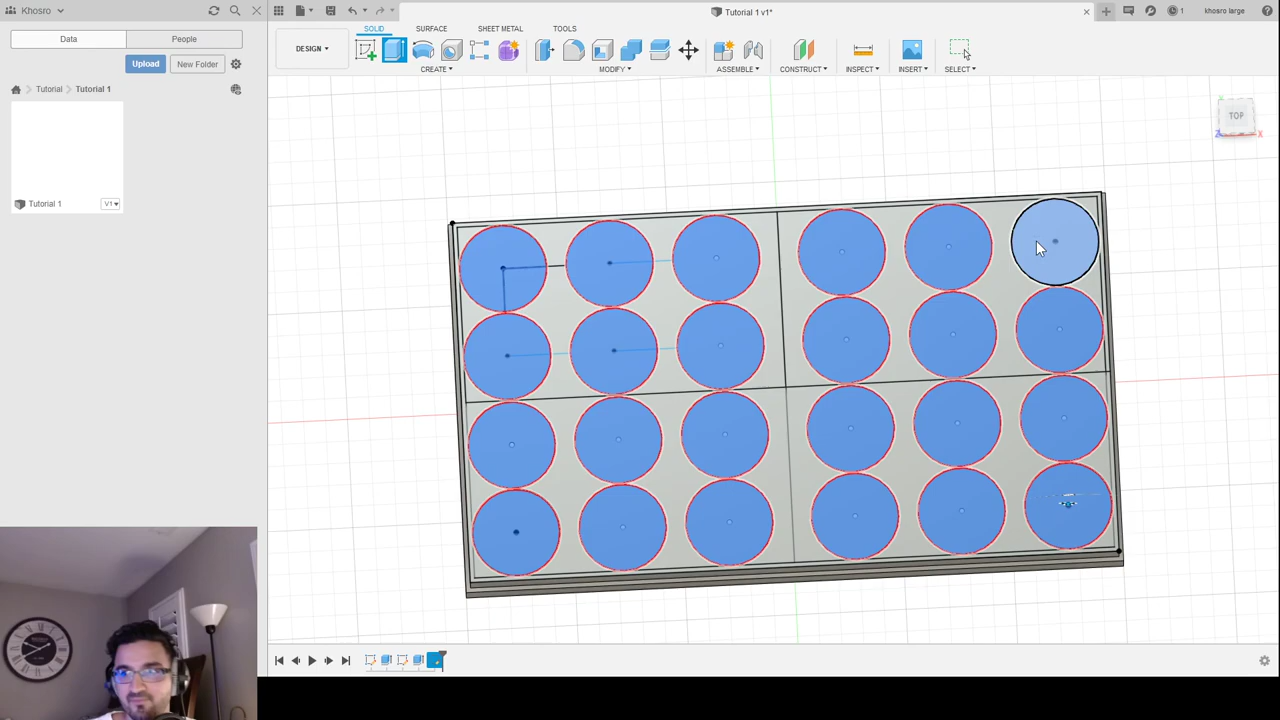 Khosro
Tutorial 1 v1*
khosro large
1
Data
People
Upload
New Folder
Tutorial
Tutorial 1
Tutorial 1
V1
SOLID
SURFACE
SHEET METAL
TOOLS
DESIGN
CREATE
MODIFY
ASSEMBLE
CONSTRUCT
INSPECT
INSERT
SELECT
TOP
Z
X